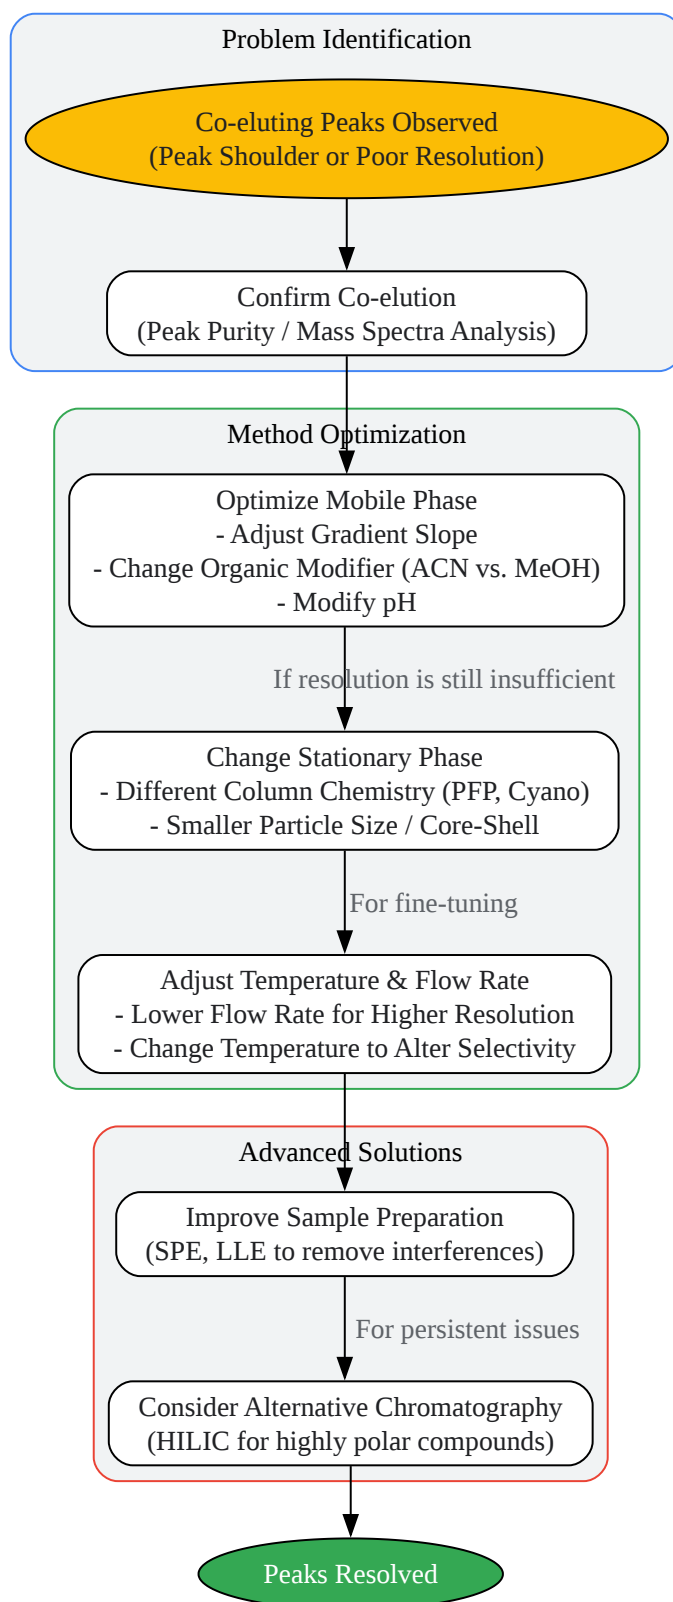 Problem Identification
Co-eluting Peaks Observed
(Peak Shoulder or Poor Resolution)
Confirm Co-elution
(Peak Purity / Mass Spectra Analysis)
Method Optimization
Optimize Mobile Phase
- Adjust Gradient Slope
- Change Organic Modifier (ACN vs. MeOH)
- Modify pH
If resolution is still insufficient
Change Stationary Phase
- Different Column Chemistry (PFP, Cyano)
- Smaller Particle Size / Core-Shell
For fine-tuning
Adjust Temperature & Flow Rate
- Lower Flow Rate for Higher Resolution
- Change Temperature to Alter Selectivity
Advanced Solutions
Improve Sample Preparation
(SPE, LLE to remove interferences)
For persistent issues
Consider Alternative Chromatography
(HILIC for highly polar compounds)
Peaks Resolved